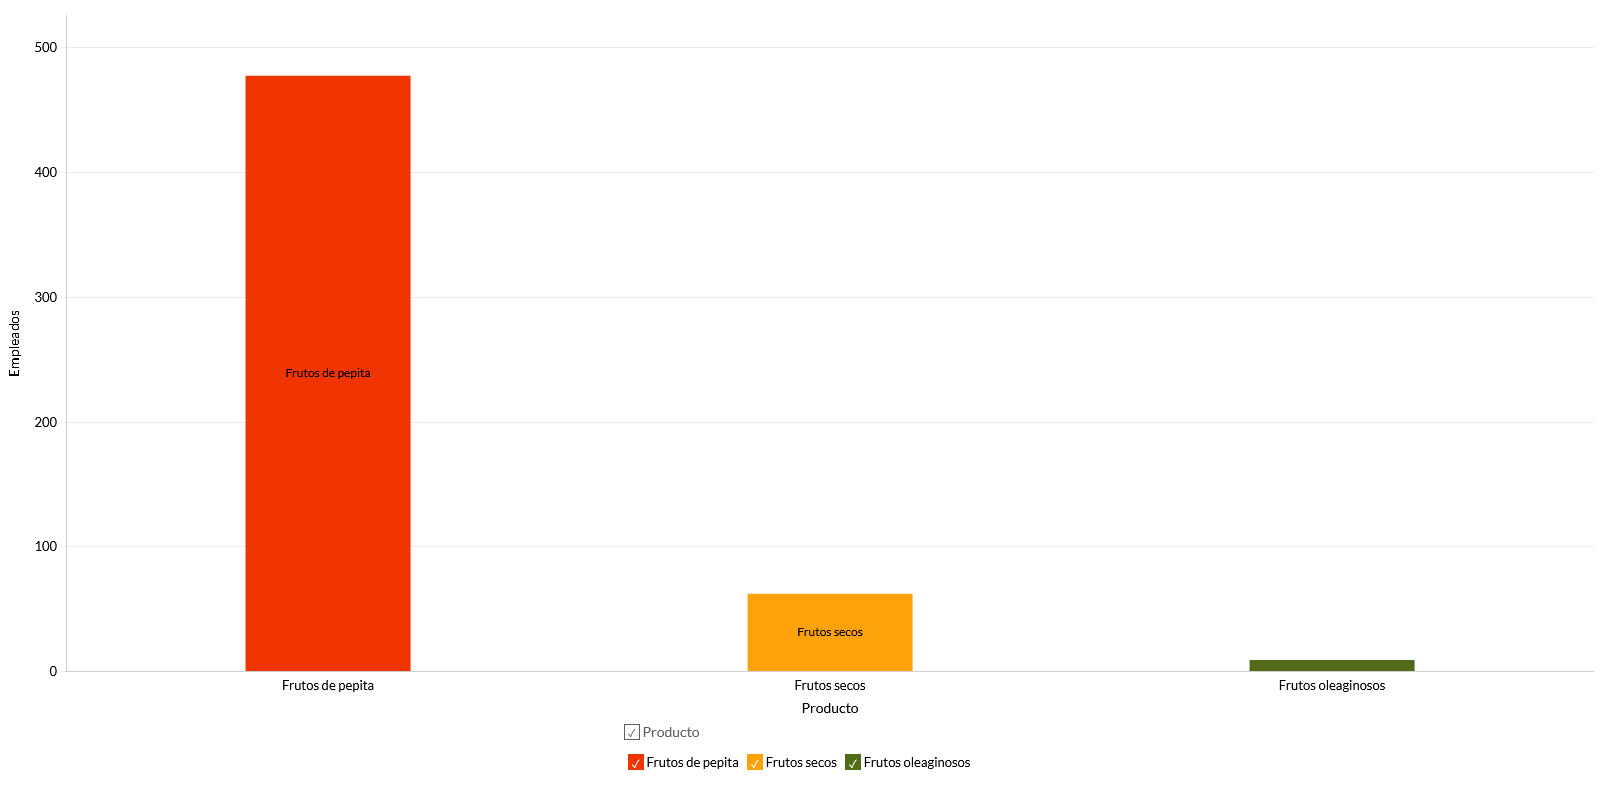 500
400
300
200
100
0
Empleados
Frutos de pepita
Frutos secos
Frutos de pepita
Frutos secos
Frutos oleaginosos
Producto
Producto
Frutos de pepita
Frutos secos
Frutos oleaginosos